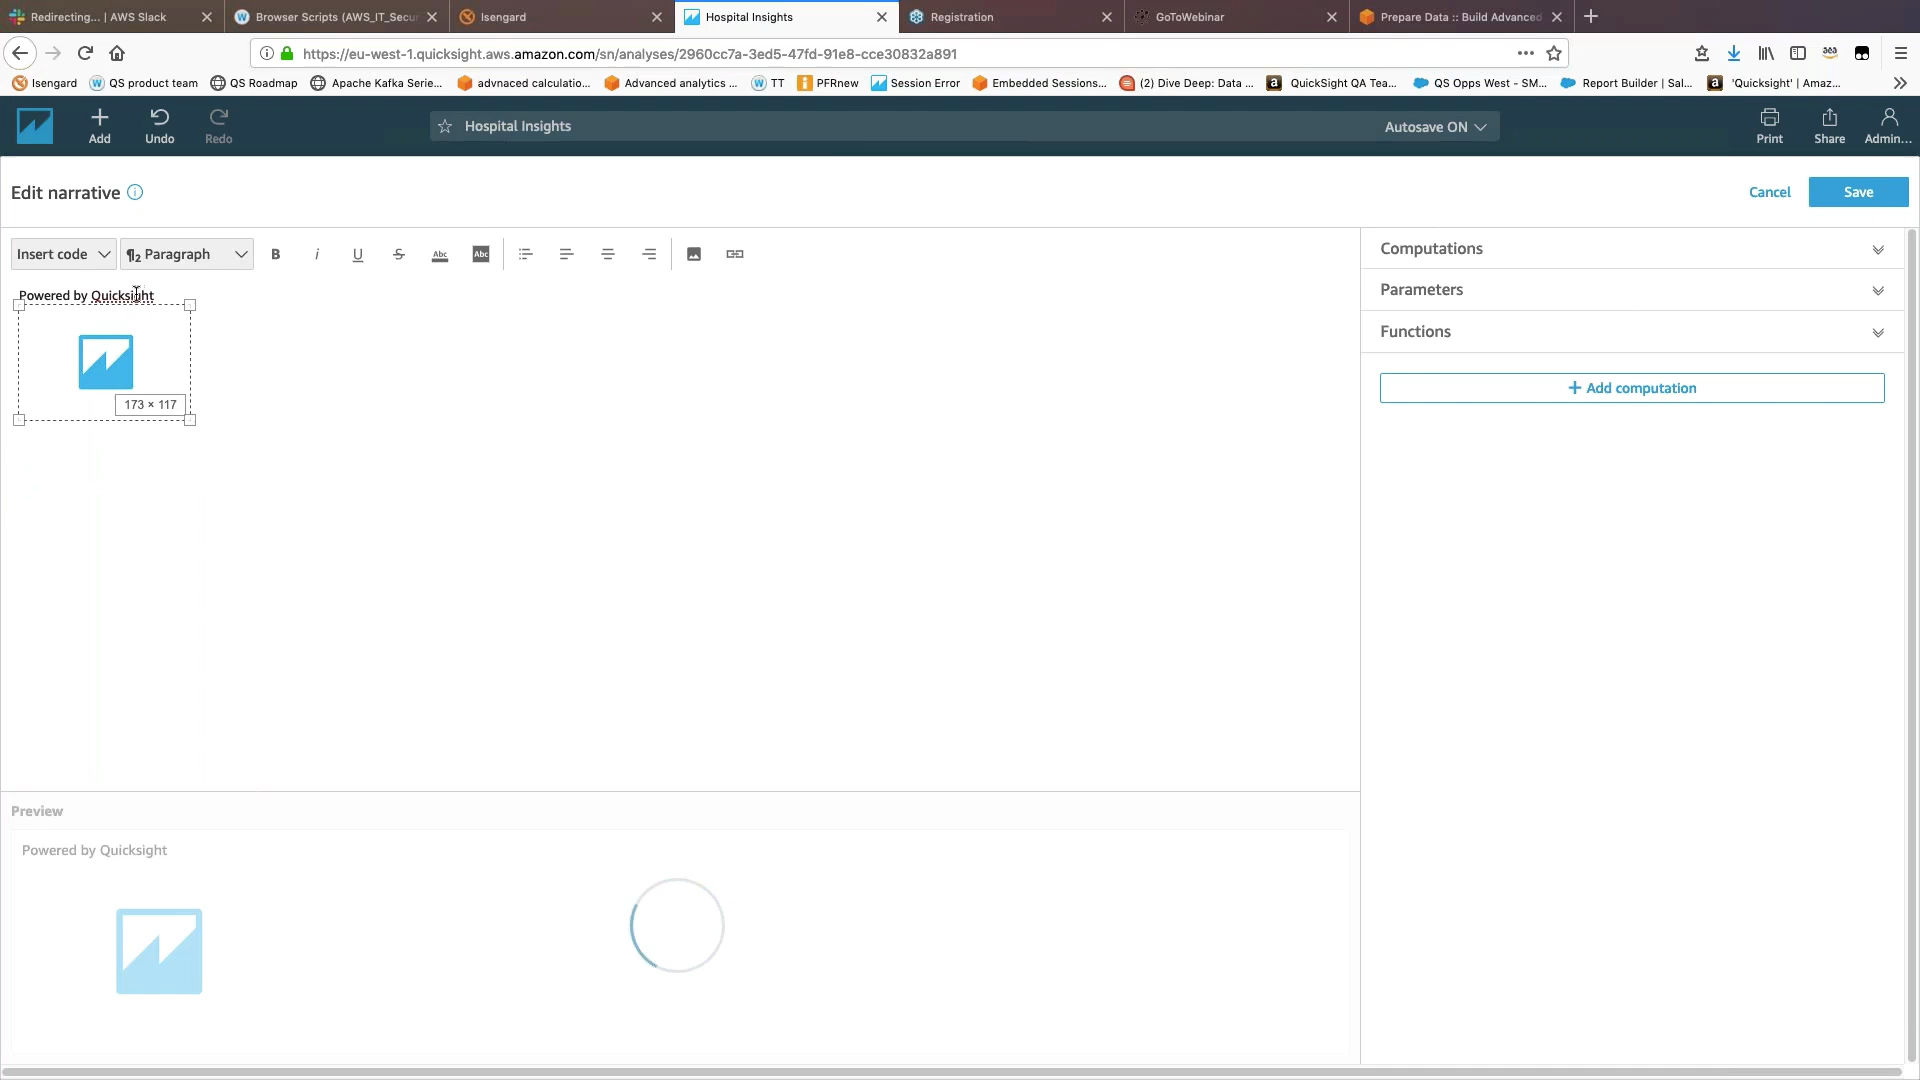 Redirecting... | AWS Slack
Browser Scripts (AWS_IT_Secur
Isengard
Hospital Insights
Registration
GoToWebinar
Prepare Data :: Build Advanced
https://eu-west-1.quicksight.aws.amazon.com/sn/analyses/2960cc7a-3ed5-47fd-91e8-cce30832a891
Isengard
QS product team
QS Roadmap
Apache Kafka Serie...
advnaced calculatio...
Advanced analytics ...
TT
PFRnew
Session Error
Embedded Sessions...
(2) Dive Deep: Data ...
QuickSight QA Tea...
QS Opps West - SM...
Report Builder | Sal...
'Quicksight' | Amaz...
Add
Undo
Redo
Hospital Insights
Autosave ON
Print
Share
Admin...
Edit narrative
Cancel
Save
Insert code
Paragraph
B
i
U
S
Abc
Abc
Computations
Parameters
Functions
Add computation
Powered by Quicksight
173 × 117
Preview
Powered by Quicksight